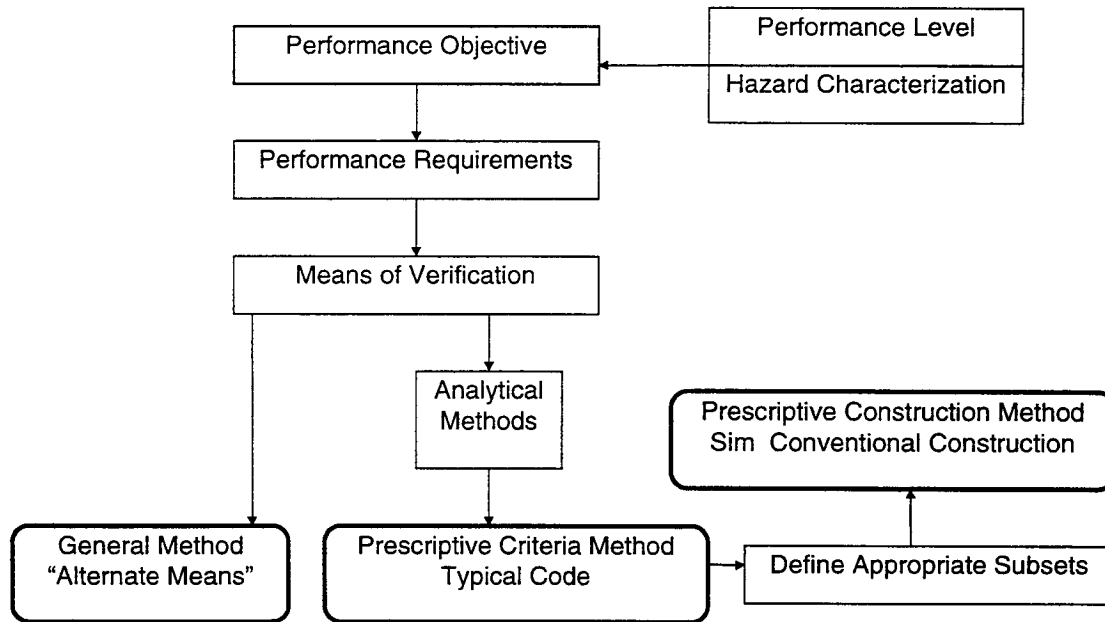 Performance Objective
Performance Level
Hazard Characterization
Performance Requirements
Means of Verification
Analytical
Methods
Prescriptive Construction Method
Sim Conventional Construction
General Method
“Alternate Means”
Prescriptive Criteria Method
Typical Code
Define Appropriate Subsets